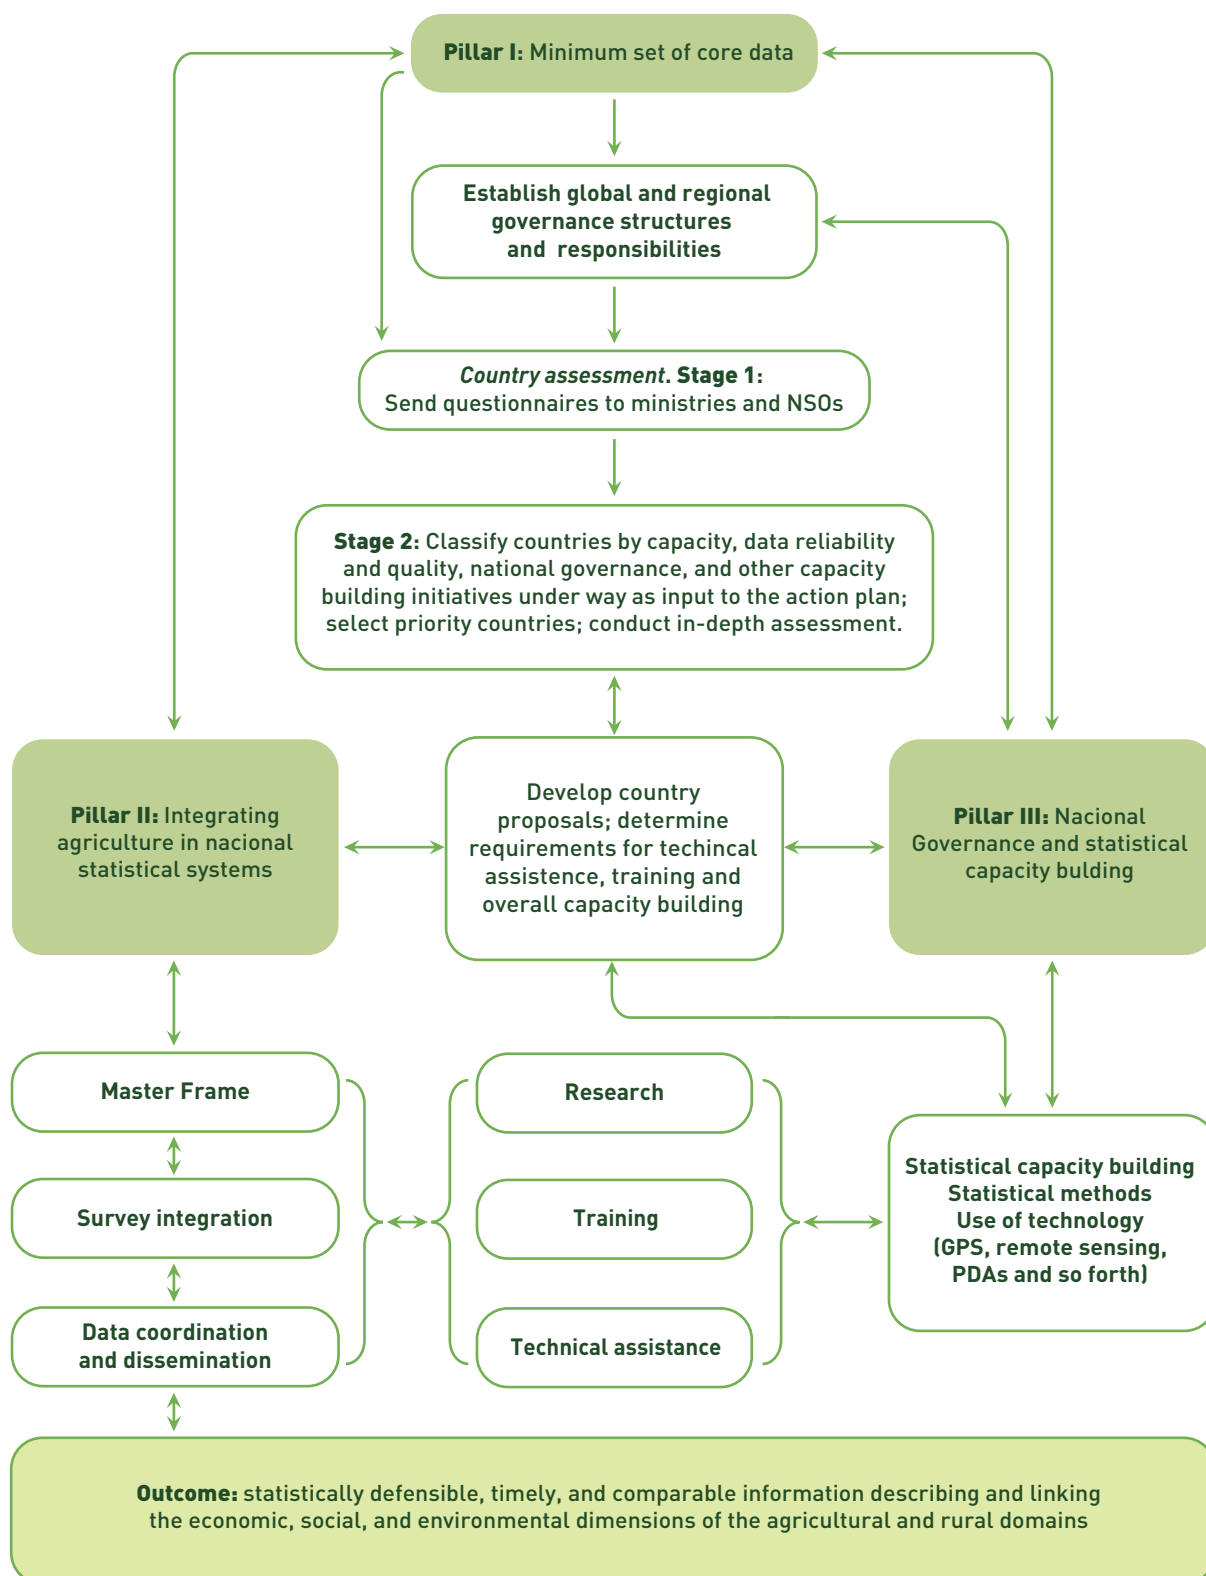 Pillar I: Minimum set of core data
Establish global and regional
governance structures
and responsibilities
Country assessment. Stage 1:
Send questionnaires to ministries and NSOs
Stage 2: Classify countries by capacity, data reliability
and quality, national governance, and other capacity
building initiatives under way as input to the action plan;
select priority countries; conduct in-depth assessment.
Pillar II: Integrating
agriculture in nacional
statistical systems
Develop country
proposals; determine
requirements for techincal
assistence, training and
overall capacity building
Pillar III: Nacional
Governance and statistical
capacity bulding
Master Frame
Survey integration
Data coordination
and dissemination
Research
Training
Technical assistance
Statistical capacity building
Statistical methods
Use of technology
(GPS, remote sensing,
PDAs and so forth)
Outcome: statistically defensible, timely, and comparable information describing and linking
the economic, social, and environmental dimensions of the agricultural and rural domains